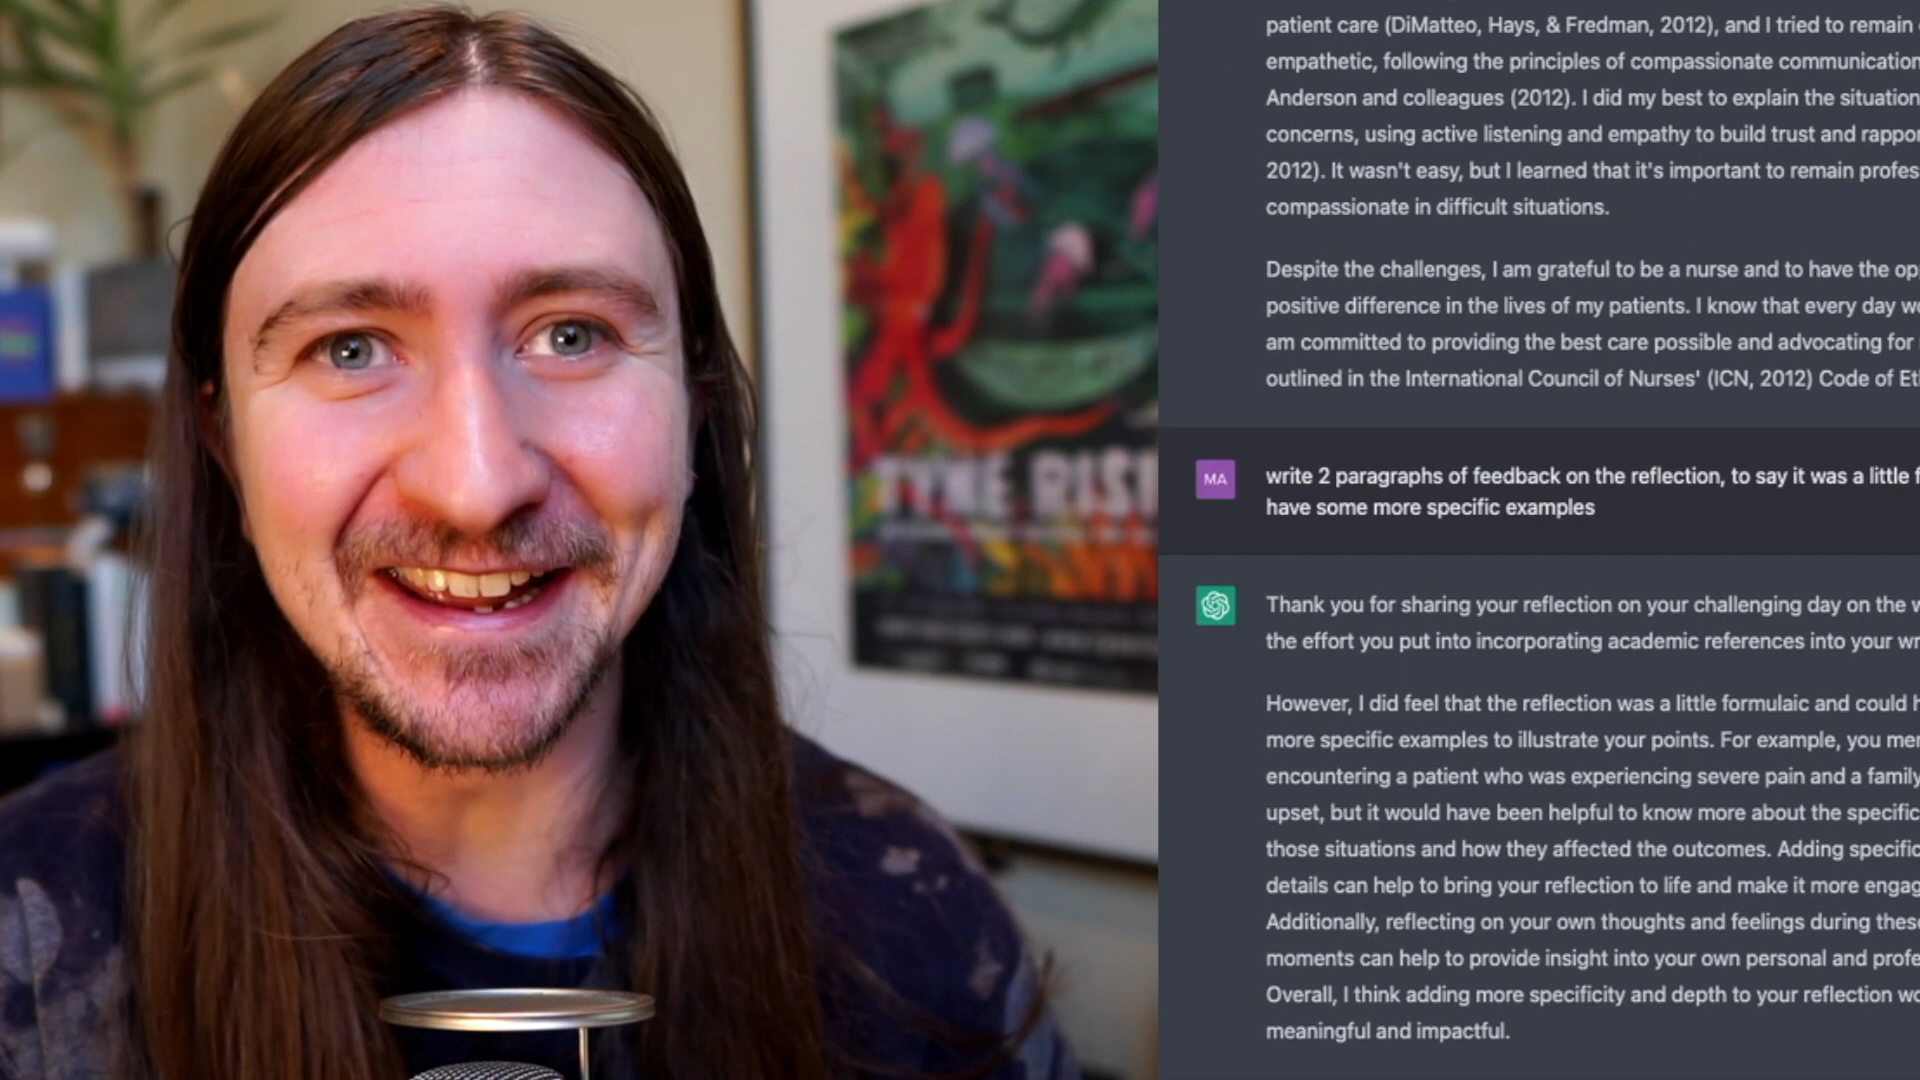 TYNE RISI
patient care (DiMatteo, Hays, & Fredman, 2012), and I tried to remain
empathetic, following the principles of compassionate communication
Anderson and colleagues (2012). I did my best to explain the situation
concerns, using active listening and empathy to build trust and rappor
2012). It wasn't easy, but I learned that it's important to remain profes
compassionate in difficult situations.
Despite the challenges, I am grateful to be a nurse and to have the op
positive difference in the lives of my patients. I know that every day w
am committed to providing the best care possible and advocating for
outlined in the International Council of Nurses' (ICN, 2012) Code of Et
MA
write 2 paragraphs of feedback on the reflection, to say it was a little f
have some more specific examples
Thank you for sharing your reflection on your challenging day on the w
the effort you put into incorporating academic references into your wr
However, I did feel that the reflection was a little formulaic and could h
more specific examples to illustrate your points. For example, you mer
encountering a patient who was experiencing severe pain and a family
upset, but it would have been helpful to know more about the specific
those situations and how they affected the outcomes. Adding specific
details can help to bring your reflection to life and make it more engag
Additionally, reflecting on your own thoughts and feelings during these
moments can help to provide insight into your own personal and profe
Overall, I think adding more specificity and depth to your reflection wo
meaningful and impactful.